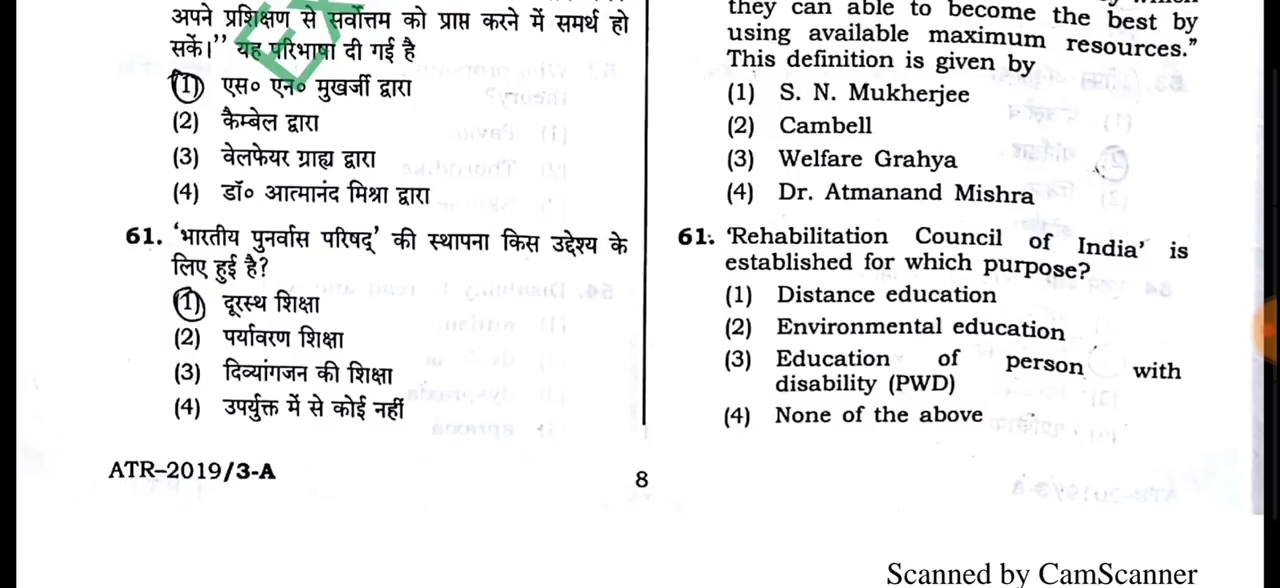 अपने प्रशिक्षण से सर्वोत्तम को प्राप्त करने में समर्थ हो
सकें।" यह परिभाषा दी गई है
(1) एस० एन० मुखर्जी द्वारा
(2) कैम्बेल द्वारा
(3) वेलफेयर ग्राह्य द्वारा
(4) डॉ० आत्मानंद मिश्रा द्वारा
61. 'भारतीय पुनर्वास परिषद्' की स्थापना किस उद्देश्य के
लिए हुई है?
(1) दूरस्थ शिक्षा
(2) पर्यावरण शिक्षा
(3) दिव्यांगजन की शिक्षा
(4) उपर्युक्त में से कोई नहीं
they can able to become the best by
using available maximum resources."
This definition is given by
(1) S. N. Mukherjee
(2) Cambell
(3) Welfare Grahya
(4) Dr. Atmanand Mishra
61. 'Rehabilitation Council of India' is
established for which purpose?
(1) Distance education
(2) Environmental education
(3) Education of person with
disability (PWD)
(4) None of the above
ATR–2019/3-A
8
Scanned by CamScanner